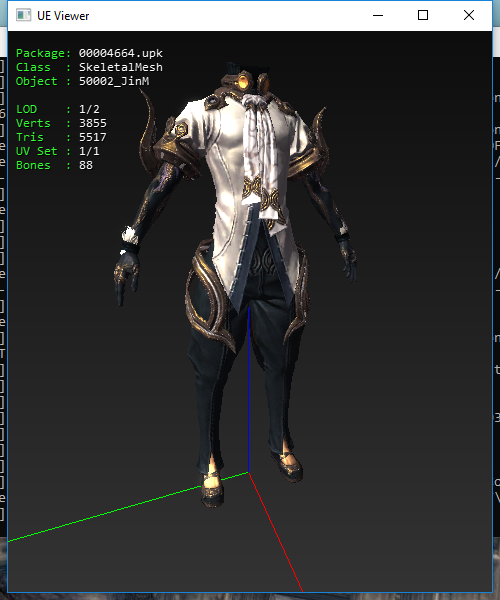 UE Viewer
Package: 00004664.upk
Class : SkeletalMesh
Object : 50002_JinM
LOD : 1/2
Verts : 3855
Tris : 5517
UV Set : 1/1
Bones : 88